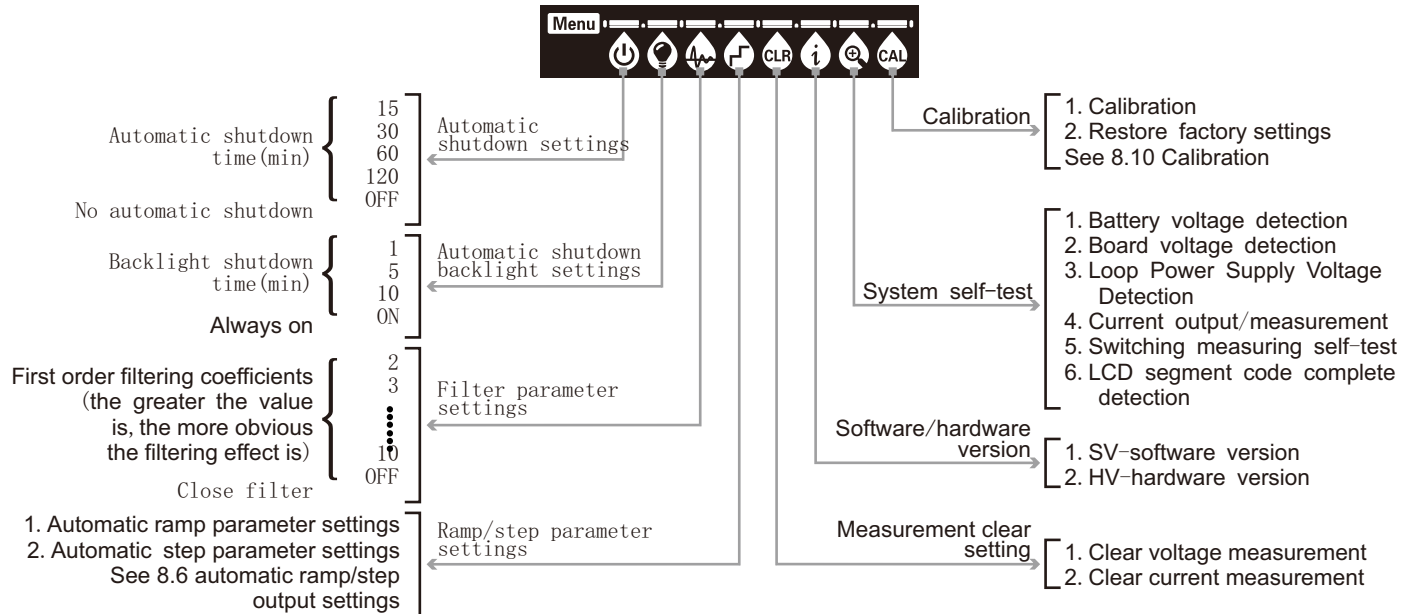 Menu
CLR
i
CAL
Automatic shutdown
time(min)
15
30
60
120
OFF
No automatic shutdown
Automatic
shutdown settings
Backlight shutdown
time(min)
1
5
10
ON
Always on
Automatic shutdown
backlight settings
First order filtering coefficients
(the greater the value
is, the more obvious
the filtering effect is)
2
3
10
OFF
Close filter
Filter parameter
settings
1. Automatic ramp parameter settings
2. Automatic step parameter settings
See 8.6 automatic ramp/step
output settings
Ramp/step parameter
settings
Calibration
1. Calibration
2. Restore factory settings
See 8.10 Calibration
System self-test
1. Battery voltage detection
2. Board voltage detection
3. Loop Power Supply Voltage
Detection
4. Current output/measurement
5. Switching measuring self-test
6. LCD segment code complete
detection
Software/hardware
version
1. SV-software version
2. HV-hardware version
Measurement clear
setting
1. Clear voltage measurement
2. Clear current measurement